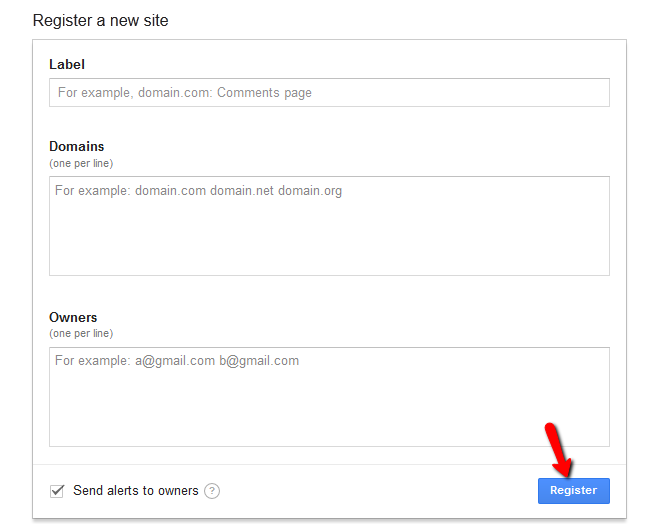 Register a new site
Label
For example, domain.com: Comments page
Domains
(one per line)
For example: domain.com domain.net domain.org
Owners
(one per line)
For example: a@gmail.com b@gmail.com
Send alerts to owners ?
Register